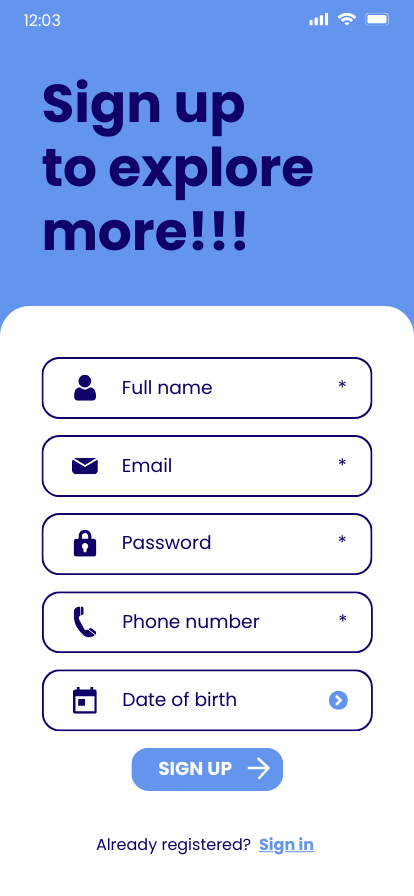 12:03
Sign up
to explore
more!!!
Full name *
Email *
Password *
Phone number *
Date of birth
SIGN UP
Already registered? Sign in